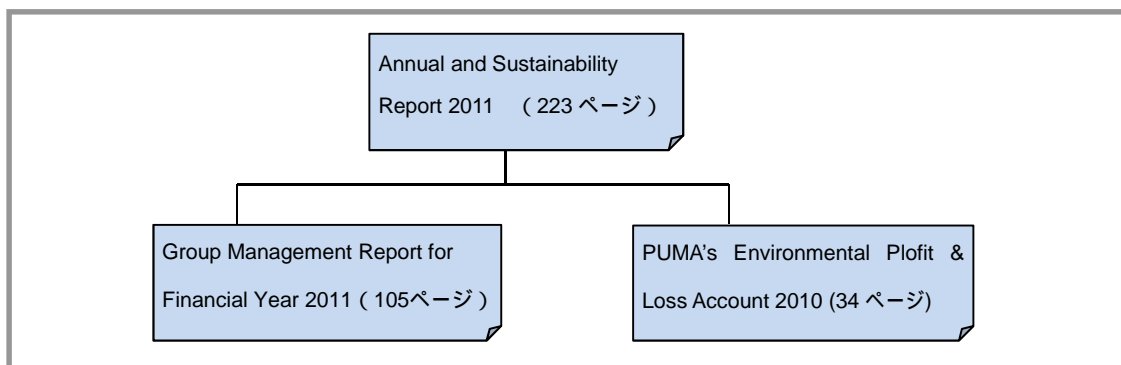 Annual and Sustainability
Report 2011 （223 ページ）
Group Management Report for
Financial Year 2011（105ページ）
PUMA's Environmental Plofit &
Loss Account 2010 (34 ページ)